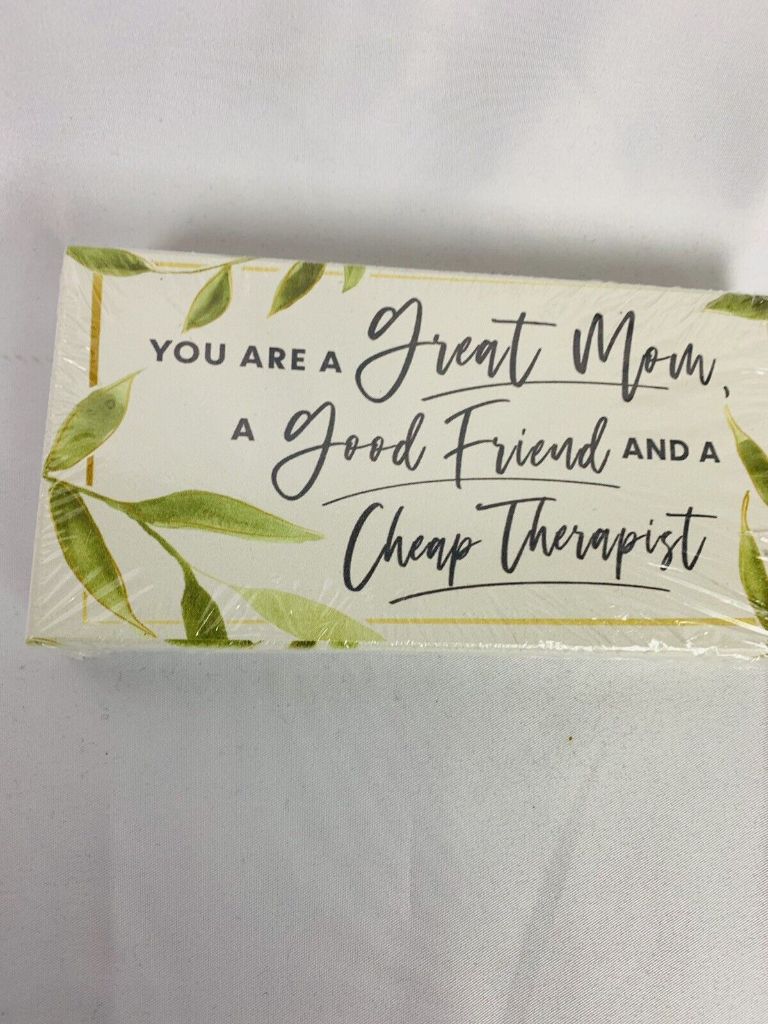 YOU ARE A Great Mom,
A Good Friend AND A
Cheap Therapist